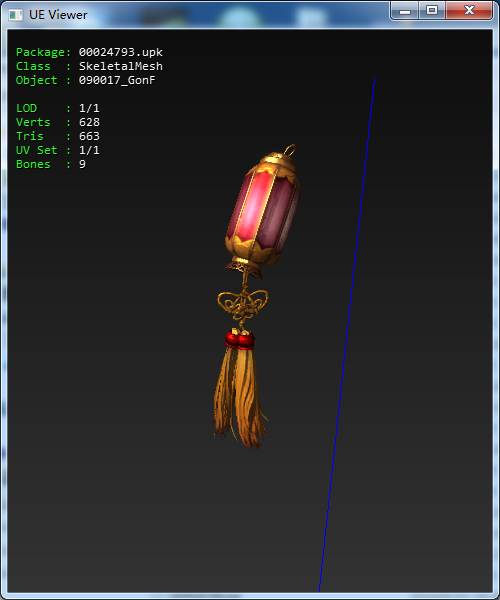 UE Viewer
Package: 00024793.upk
Class : SkeletalMesh
Object : 090017_GonF
LOD : 1/1
Verts : 628
Tris : 663
UV Set : 1/1
Bones : 9